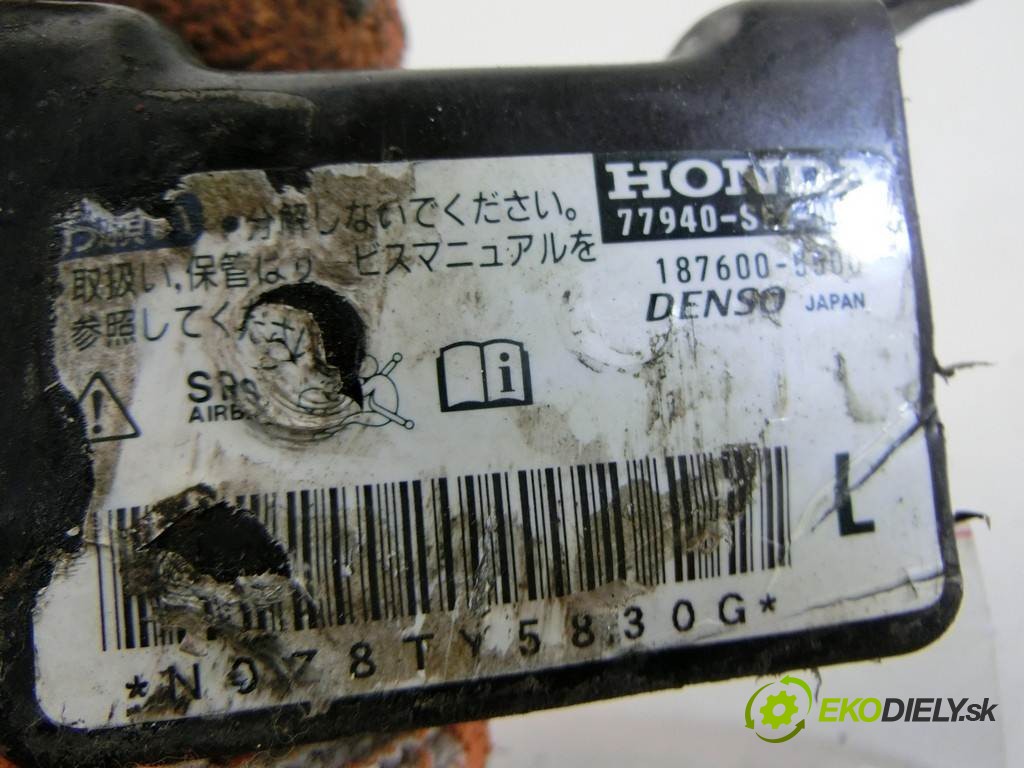 HONDA
77940-S
187600-
DENSO JAPAN
・分解しないでください。
取扱い,保管は
ビスマニュアルを
参照してください
SRS
i
L
*N078TY5830G*
EKODIELY.sk